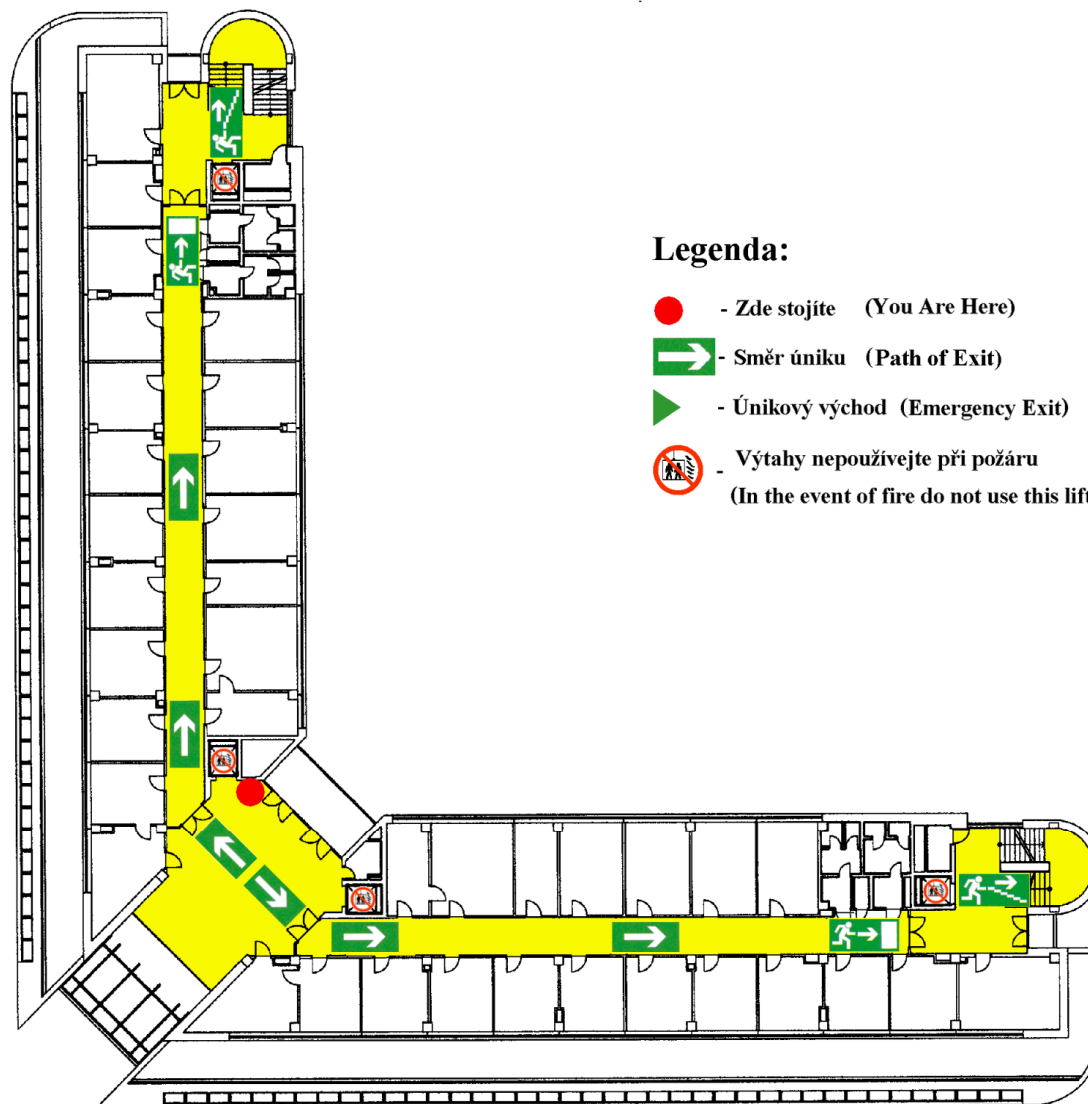 Legenda:
- Zde stojíte (You Are Here)
- Směr úniku (Path of Exit)
- Únikový východ (Emergency Exit)
- Výtahy nepoužívejte při požáru
(In the event of fire do not use this lift